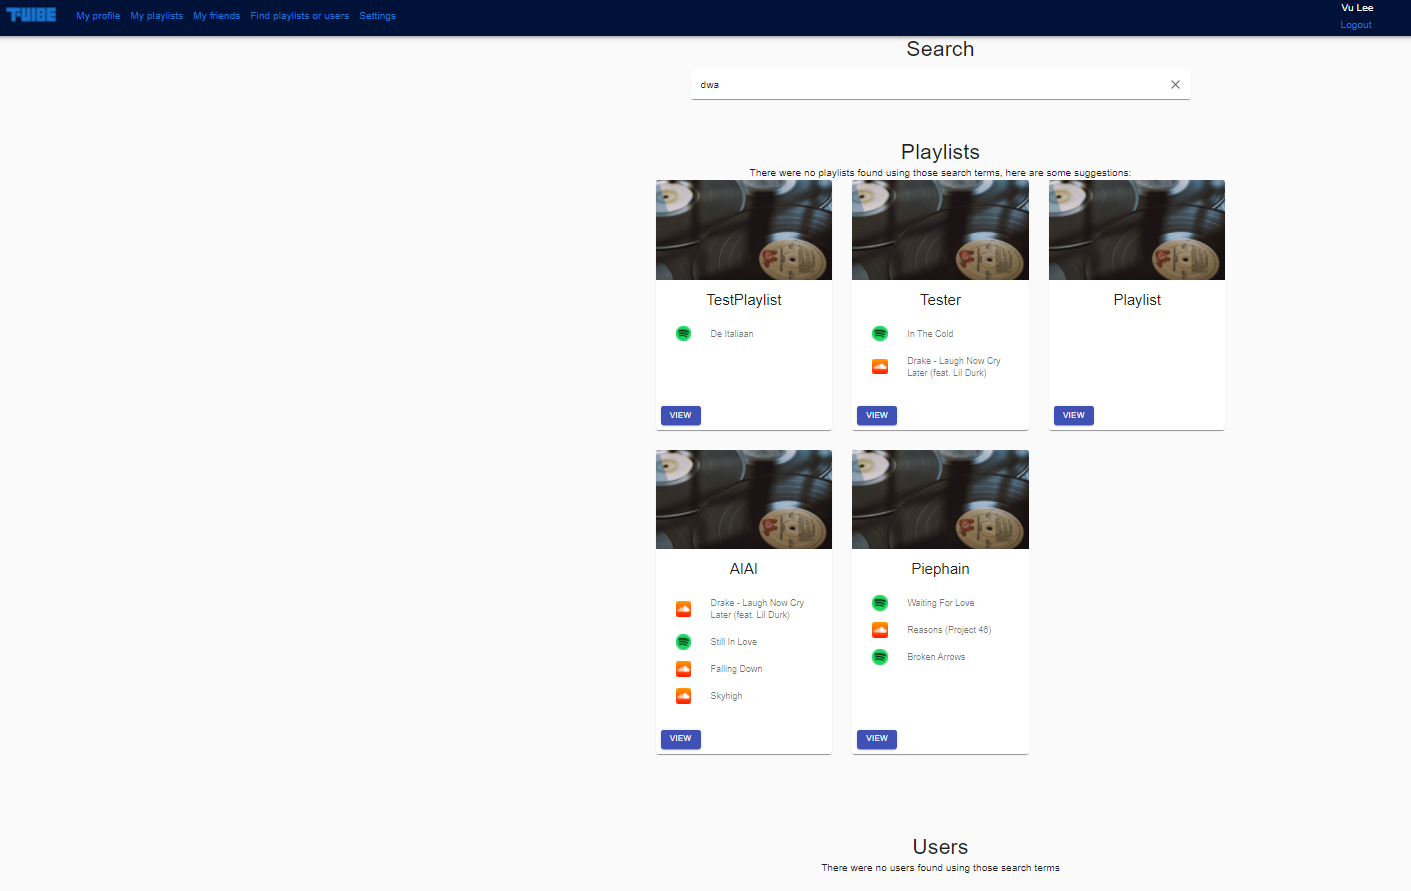 T-VIBE
My profile My playlists My friends Find playlists or users Settings
Vu Lee
Logout
Search
dwa
Playlists
There were no playlists found using those search terms, here are some suggestions:
TestPlaylist
De Italiaan
VIEW
Tester
In The Cold
Drake - Laugh Now Cry
Later (feat. Lil Durk)
VIEW
Playlist
VIEW
AIAI
Drake - Laugh Now Cry
Later (feat. Lil Durk)
Still In Love
Falling Down
Skyhigh
VIEW
Piephain
Waiting For Love
Reasons (Project 46)
Broken Arrows
VIEW
Users
There were no users found using those search terms